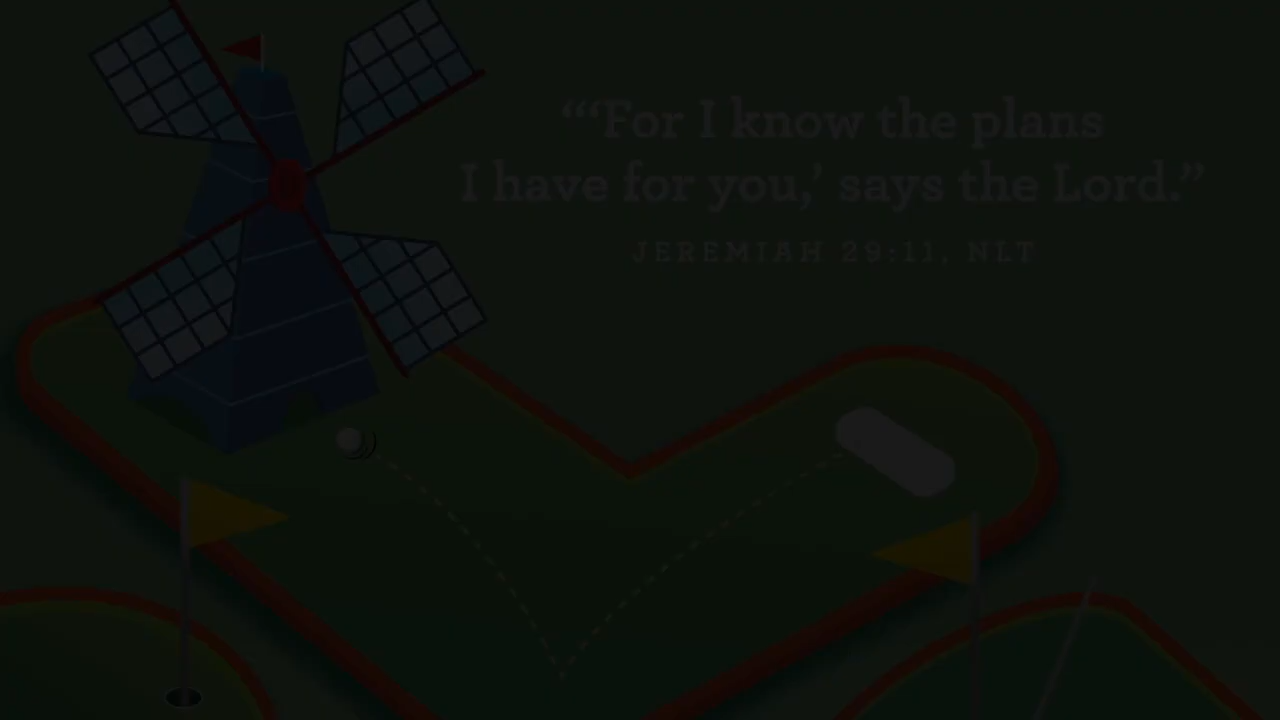 “‘For I know the plans
I have for you,’ says the Lord.”
JEREMIAH 29:11, NLT